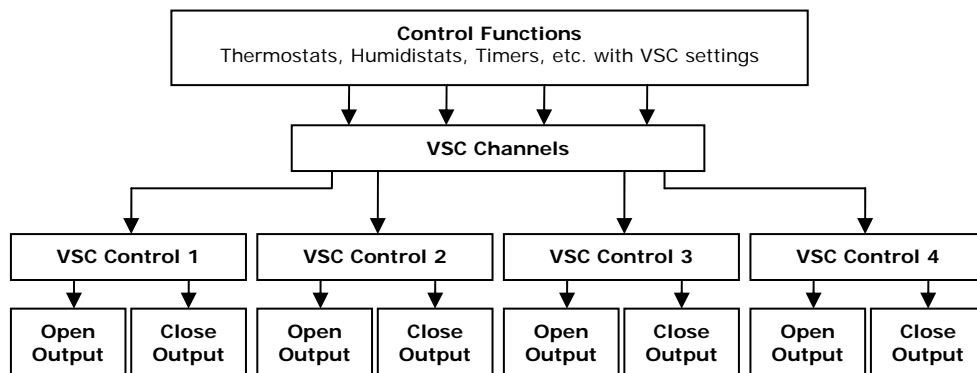 Control Functions
Thermostats, Humidistats, Timers, etc. with VSC settings
VSC Channels
VSC Control 1
VSC Control 2
VSC Control 3
VSC Control 4
Open
Output
Close
Output
Open
Output
Close
Output
Open
Output
Close
Output
Open
Output
Close
Output